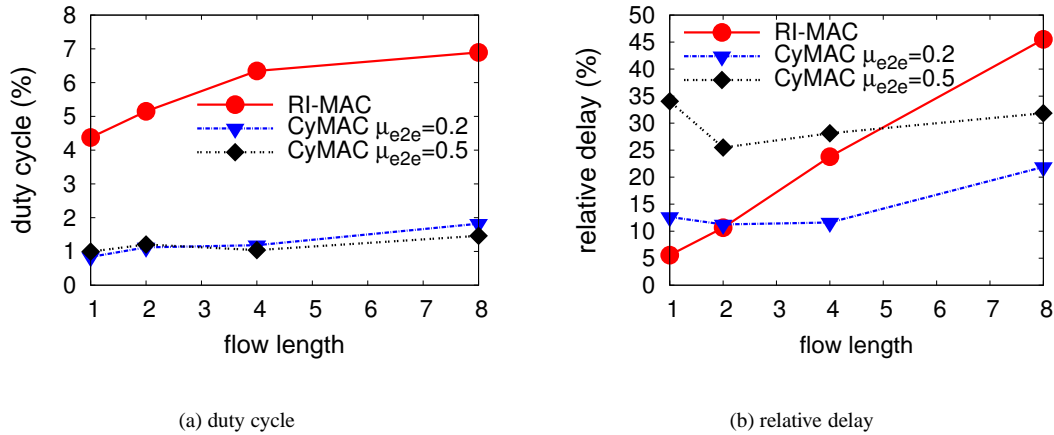 8
7
6
5
4
3
2
1
0
duty cycle (%)
RI-MAC
CyMAC μe2e=0.2
CyMAC μe2e=0.5
1 2 3 4 5 6 7 8
flow length
(a) duty cycle
50
45
40
35
30
25
20
15
10
5
0
relative delay (%)
RI-MAC
CyMAC μe2e=0.2
CyMAC μe2e=0.5
1 2 3 4 5 6 7 8
flow length
(b) relative delay